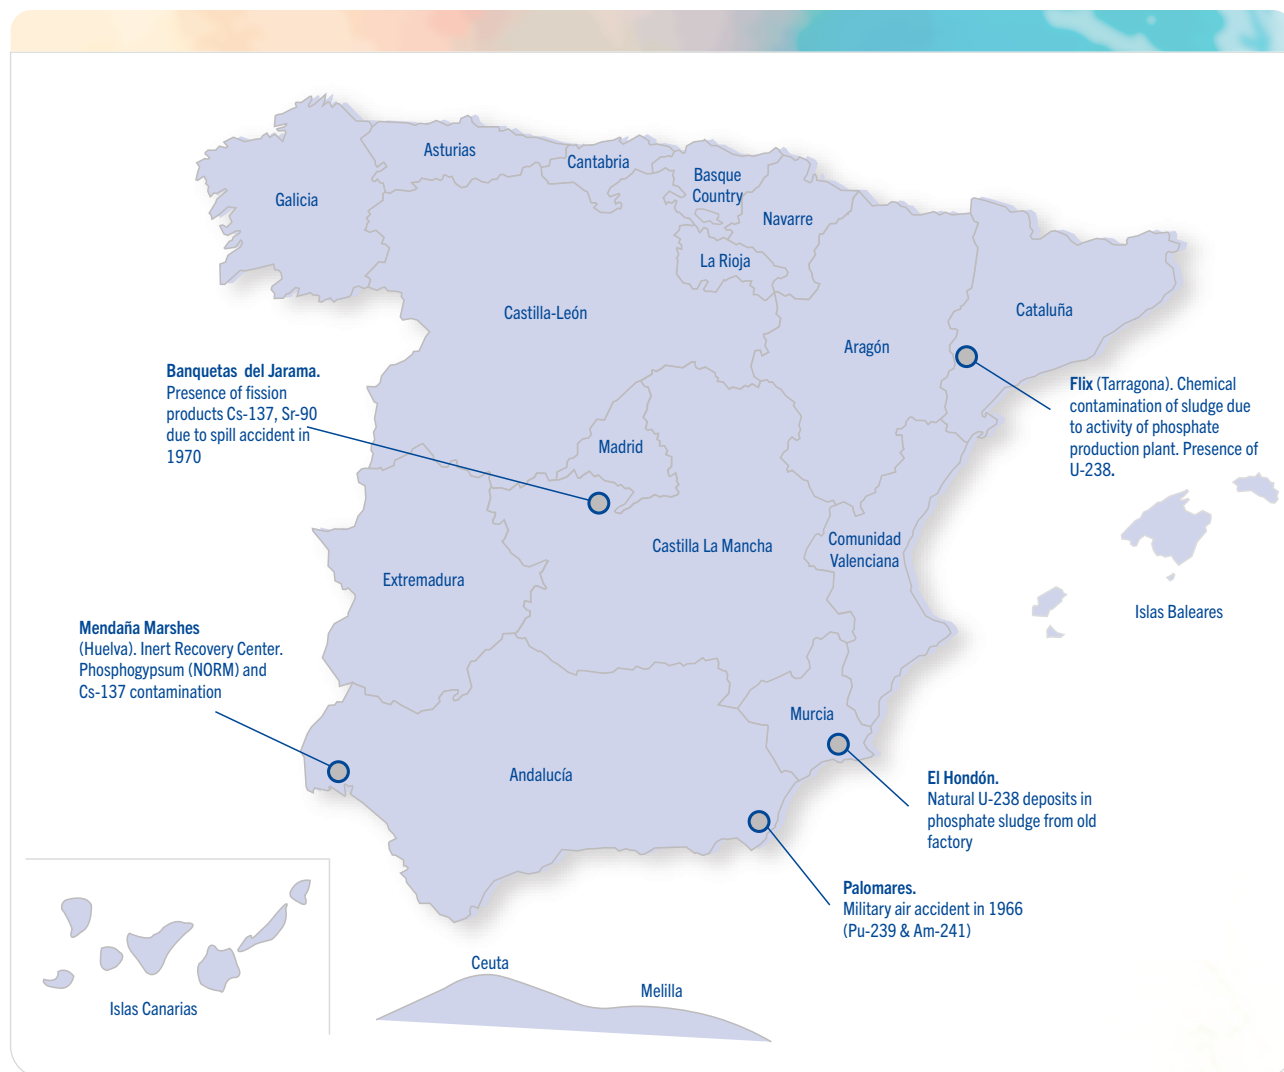 Asturias
Cantabria
Basque
Country
Galicia
Navarre
La Rioja
Castilla-León
Cataluña
Aragón
Banquetas del Jarama.
Presence of fission
products Cs-137, Sr-90
due to spill accident in
1970
Flix (Tarragona). Chemical
contamination of sludge due
to activity of phosphate
production plant. Presence of
U-238.
Madrid
Castilla La Mancha
Comunidad
Valenciana
Extremadura
Islas Baleares
Mendaña Marshes
(Huelva). Inert Recovery Center.
Phosphogypsum (NORM) and
Cs-137 contamination
Murcia
Andalucía
El Hondón.
Natural U-238 deposits in
phosphate sludge from old
factory
Palomares.
Military air accident in 1966
(Pu-239 & Am-241)
Ceuta
Melilla
Islas Canarias